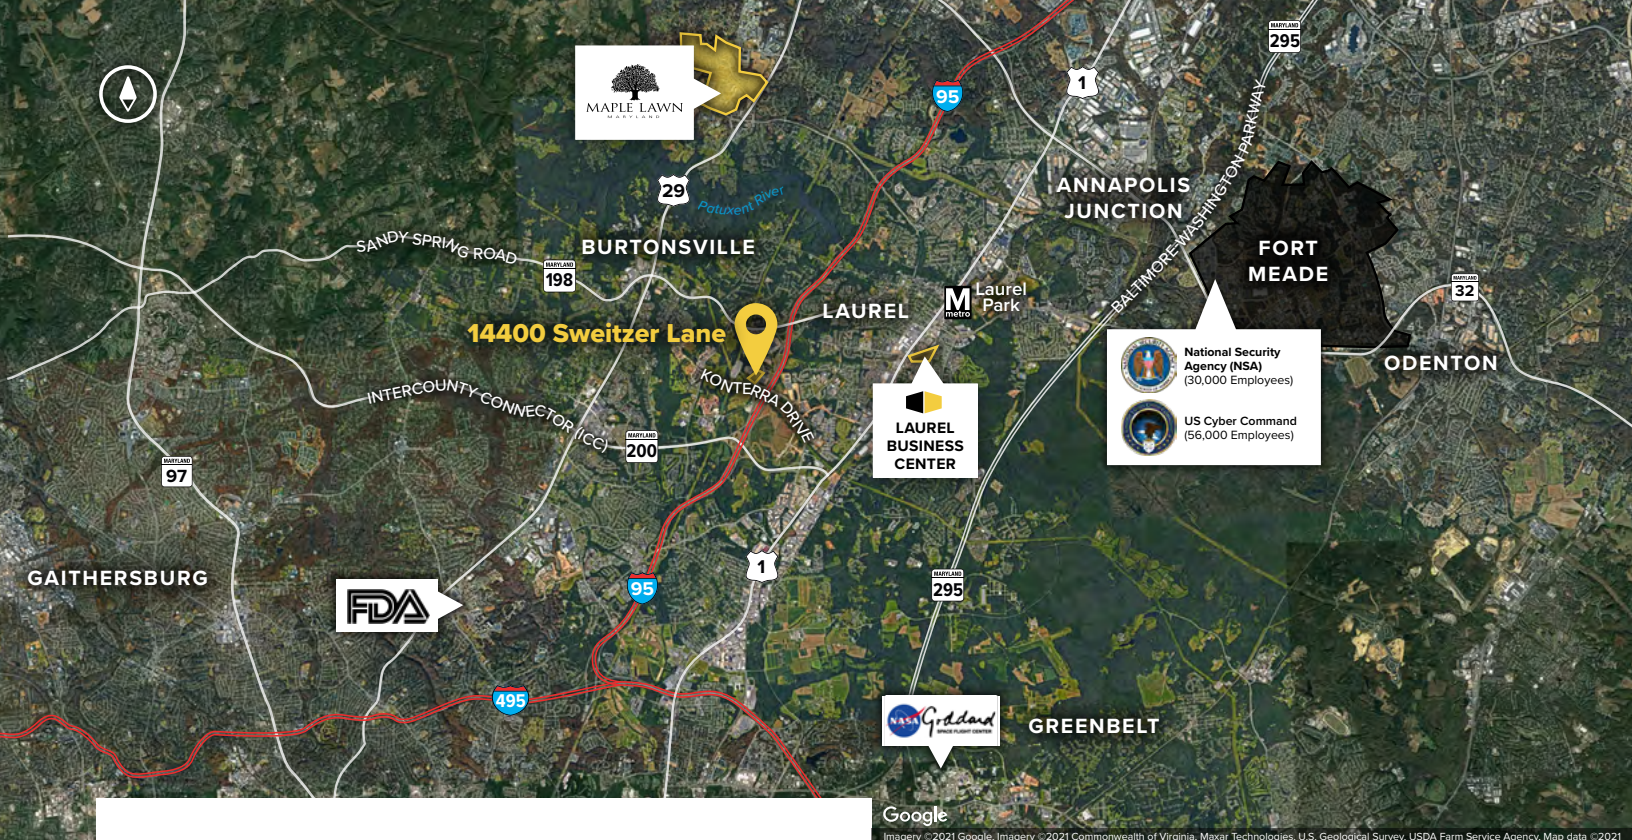 MARYLAND
295
1
95
MAPLE LAWN
MARYLAND
29
Patuxent River
ANNAPOLIS
JUNCTION
BALTIMORE WASHINGTON PARKWAY
FORT
MEADE
SANDY SPRING ROAD
BURTONSVILLE
MARYLAND
198
M
metro
Laurel
Park
MARYLAND
32
LAUREL
14400 Sweitzer Lane
KONTERRA DRIVE
NATIONAL SECURITY
National Security
Agency (NSA)
(30,000 Employees)
US Cyber Command
(56,000 Employees)
ODENTON
INTERCOUNTY CONNECTOR (ICC)
LAUREL
BUSINESS
CENTER
MARYLAND
200
MARYLAND
97
1
GAITHERSBURG
FDA
95
MARYLAND
295
495
NASA Goddard
SPACE FLIGHT CENTER
GREENBELT
Google
Imagery ©2021 Google, Imagery ©2021 Commonwealth of Virginia, Maxar Technologies, U.S. Geological Survey, USDA Farm Service Agency, Map data ©2021